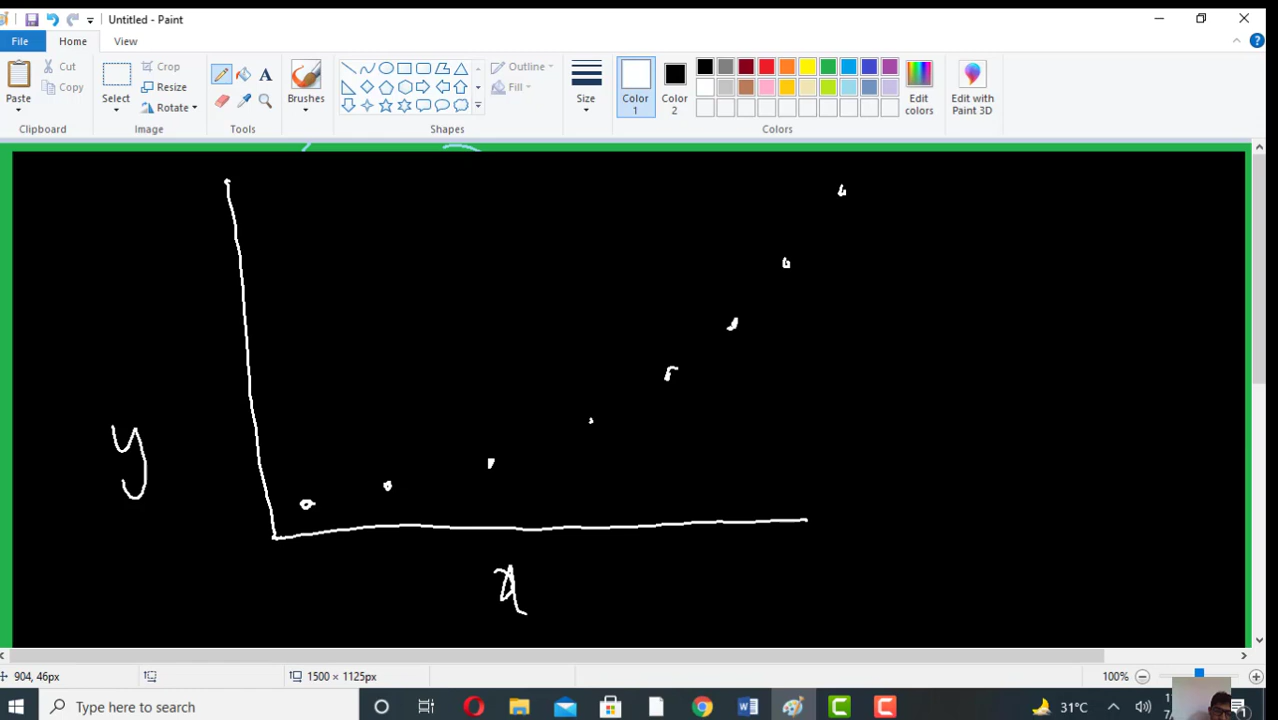 Untitled - Paint
File
Home
View
Paste
Cut
Copy
Clipboard
Select
Crop
Resize
Rotate
Image
A
Tools
Brushes
Outline
Fill
Shapes
Size
Color 1
Color 2
Edit colors
Colors
Edit with Paint 3D
y
x
904, 46px
1500 × 1125px
100%
Type here to search
31°C